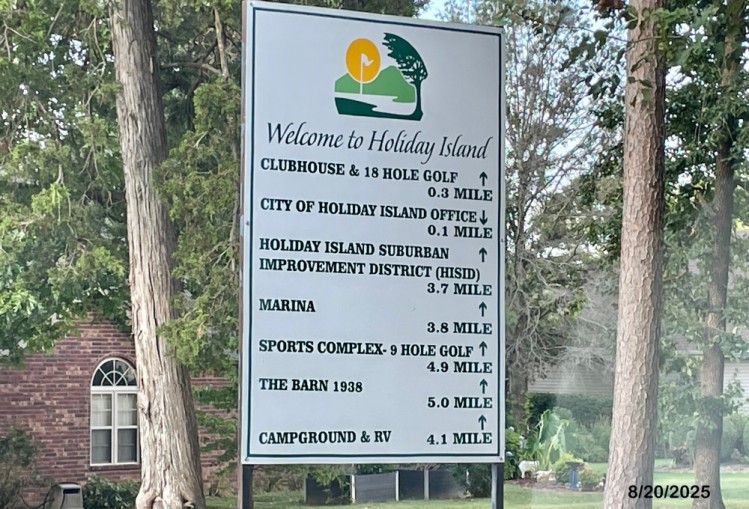 Welcome to Holiday Island
CLUBHOUSE & 18 HOLE GOLF ↑
0.3 MILE
CITY OF HOLIDAY ISLAND OFFICE ↓
0.1 MILE
HOLIDAY ISLAND SUBURBAN ↑
IMPROVEMENT DISTRICT (HISID)
3.7 MILE
MARINA ↑
3.8 MILE
SPORTS COMPLEX- 9 HOLE GOLF ↑
4.9 MILE
THE BARN 1938 ↑
5.0 MILE
↑
CAMPGROUND & RV 4.1 MILE
8/20/2025